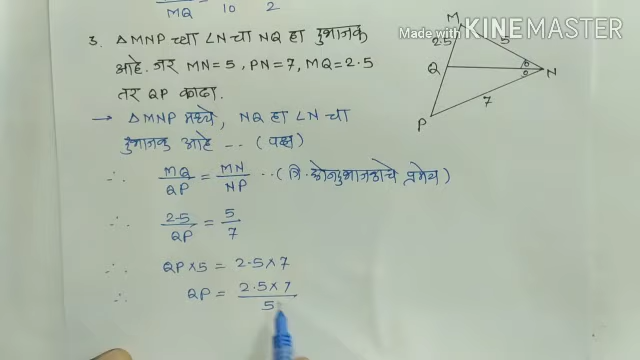 MQ 10 2
Made with KINEMASTER
3. △MNP च्या ∠N चा NQ हा दुभाजक
आहे. जर MN = 5, PN = 7, MQ = 2.5
तर QP काढा.
→ △MNP मध्ये, NQ हा ∠N चा
दुभाजक आहे -- (पक्ष)
∴ MQ/QP = MN/NP -- (त्रि. कोनदुभाजकाचे प्रमेय)
∴ 2.5/QP = 5/7
∴ QP × 5 = 2.5 × 7
∴ QP = 2.5 × 7/5
M
2.5
5
Q
N
7
P